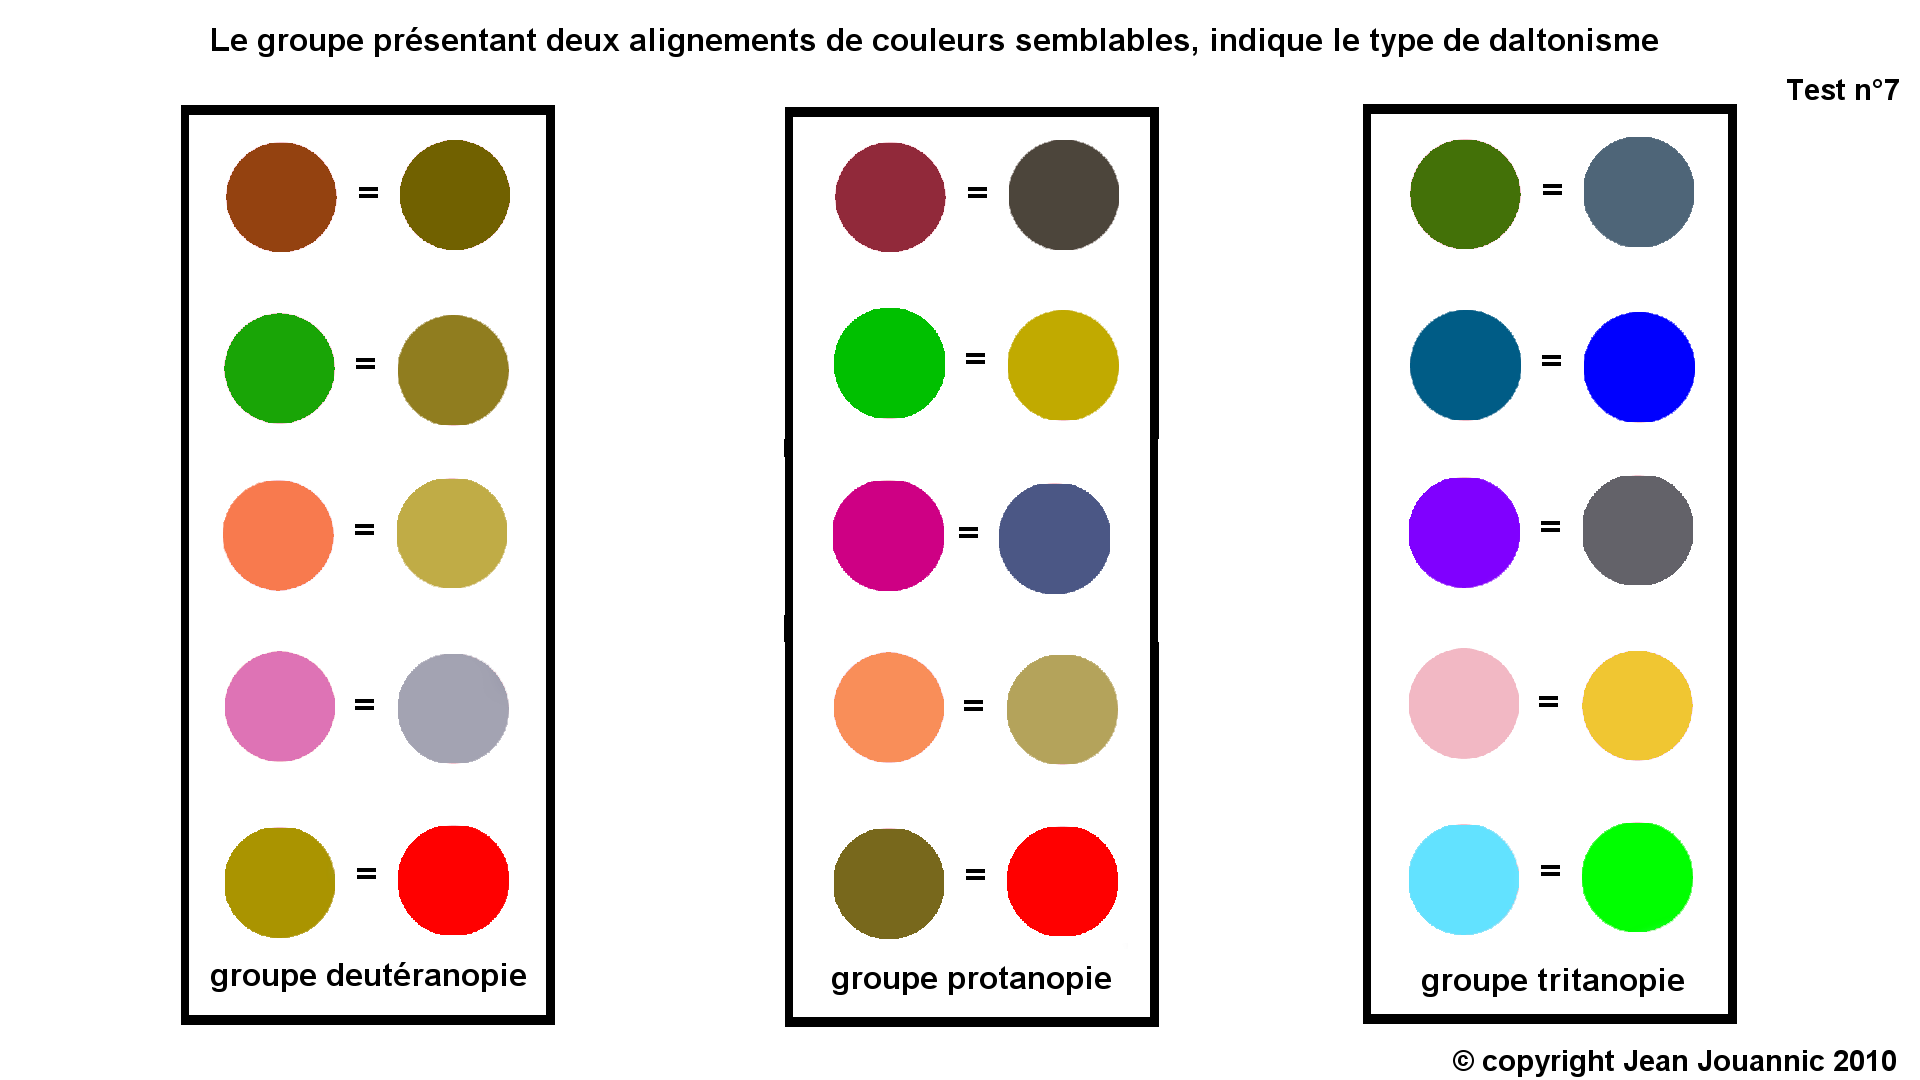 Le groupe présentant deux alignements de couleurs semblables, indique le type de daltonisme
Test n°7
=
=
=
=
=
groupe deutéranopie
=
=
=
=
=
groupe protanopie
=
=
=
=
=
groupe tritanopie
© copyright Jean Jouannic 2010